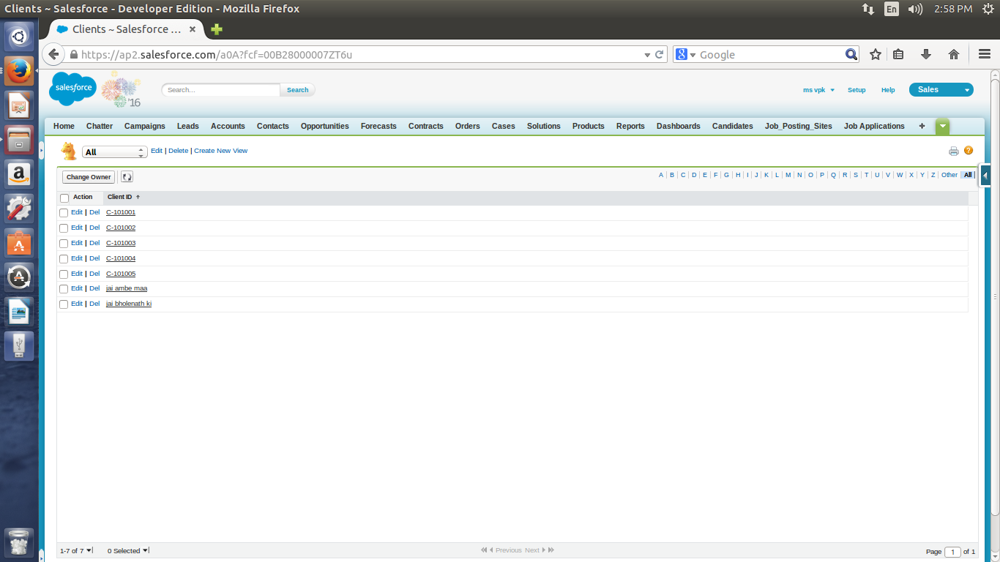 Clients ~ Salesforce - Developer Edition - Mozilla Firefox En 2:58 PM
Clients ~ Salesforce ...
https://ap2.salesforce.com/a0A?fcf=00B28000007ZT6u Google
salesforce '16 Search... Search ms vpk Setup Help Sales
Home Chatter Campaigns Leads Accounts Contacts Opportunities Forecasts Contracts Orders Cases Solutions Products Reports Dashboards Candidates Job_Posting_Sites Job Applications +
All Edit | Delete | Create New View
Change Owner A | B | C | D | E | F | G | H | I | J | K | L | M | N | O | P | Q | R | S | T | U | V | W | X | Y | Z | Other | All |
Action Client ID
Edit | Del C-101001
Edit | Del C-101002
Edit | Del C-101003
Edit | Del C-101004
Edit | Del C-101005
Edit | Del jai ambe maa
Edit | Del jai bholenath ki
1-7 of 7 0 Selected Previous Next Page 1 of 1